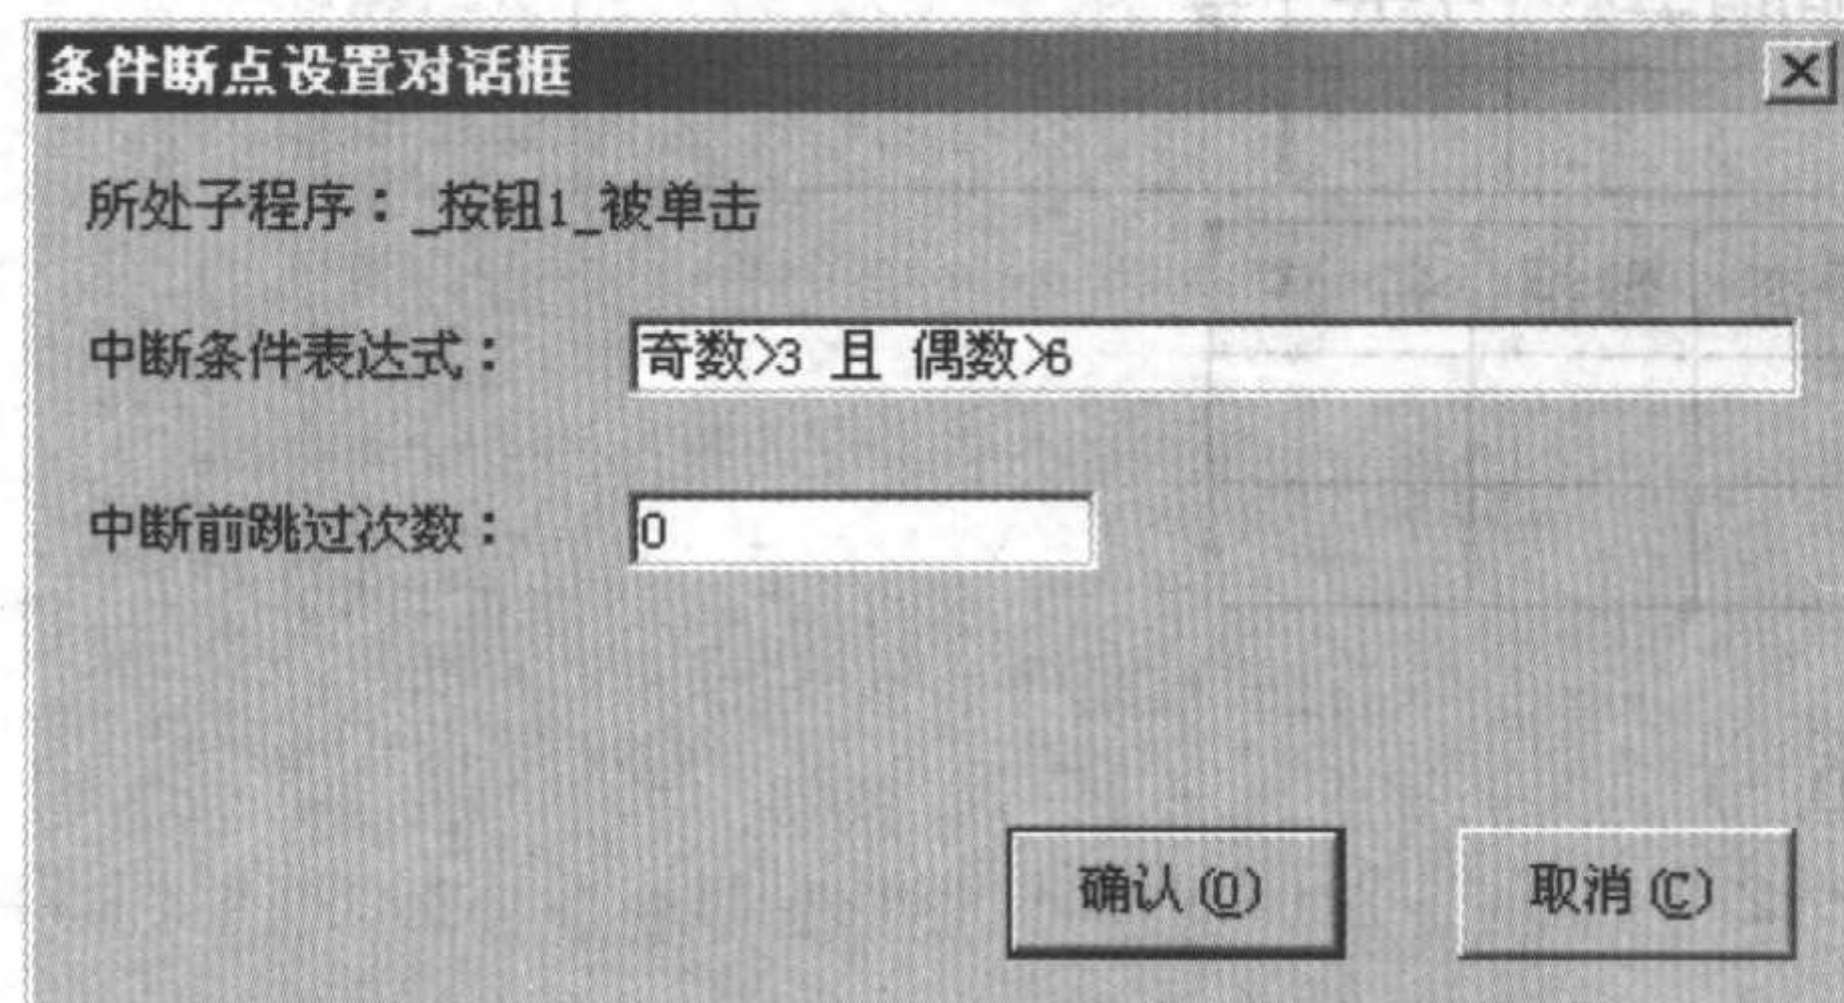 条件断点设置对话框
所处子程序：_按钮1_被单击
中断条件表达式： 奇数>3 且 偶数>6
中断前跳过次数： 0
确认(O) 取消(C)